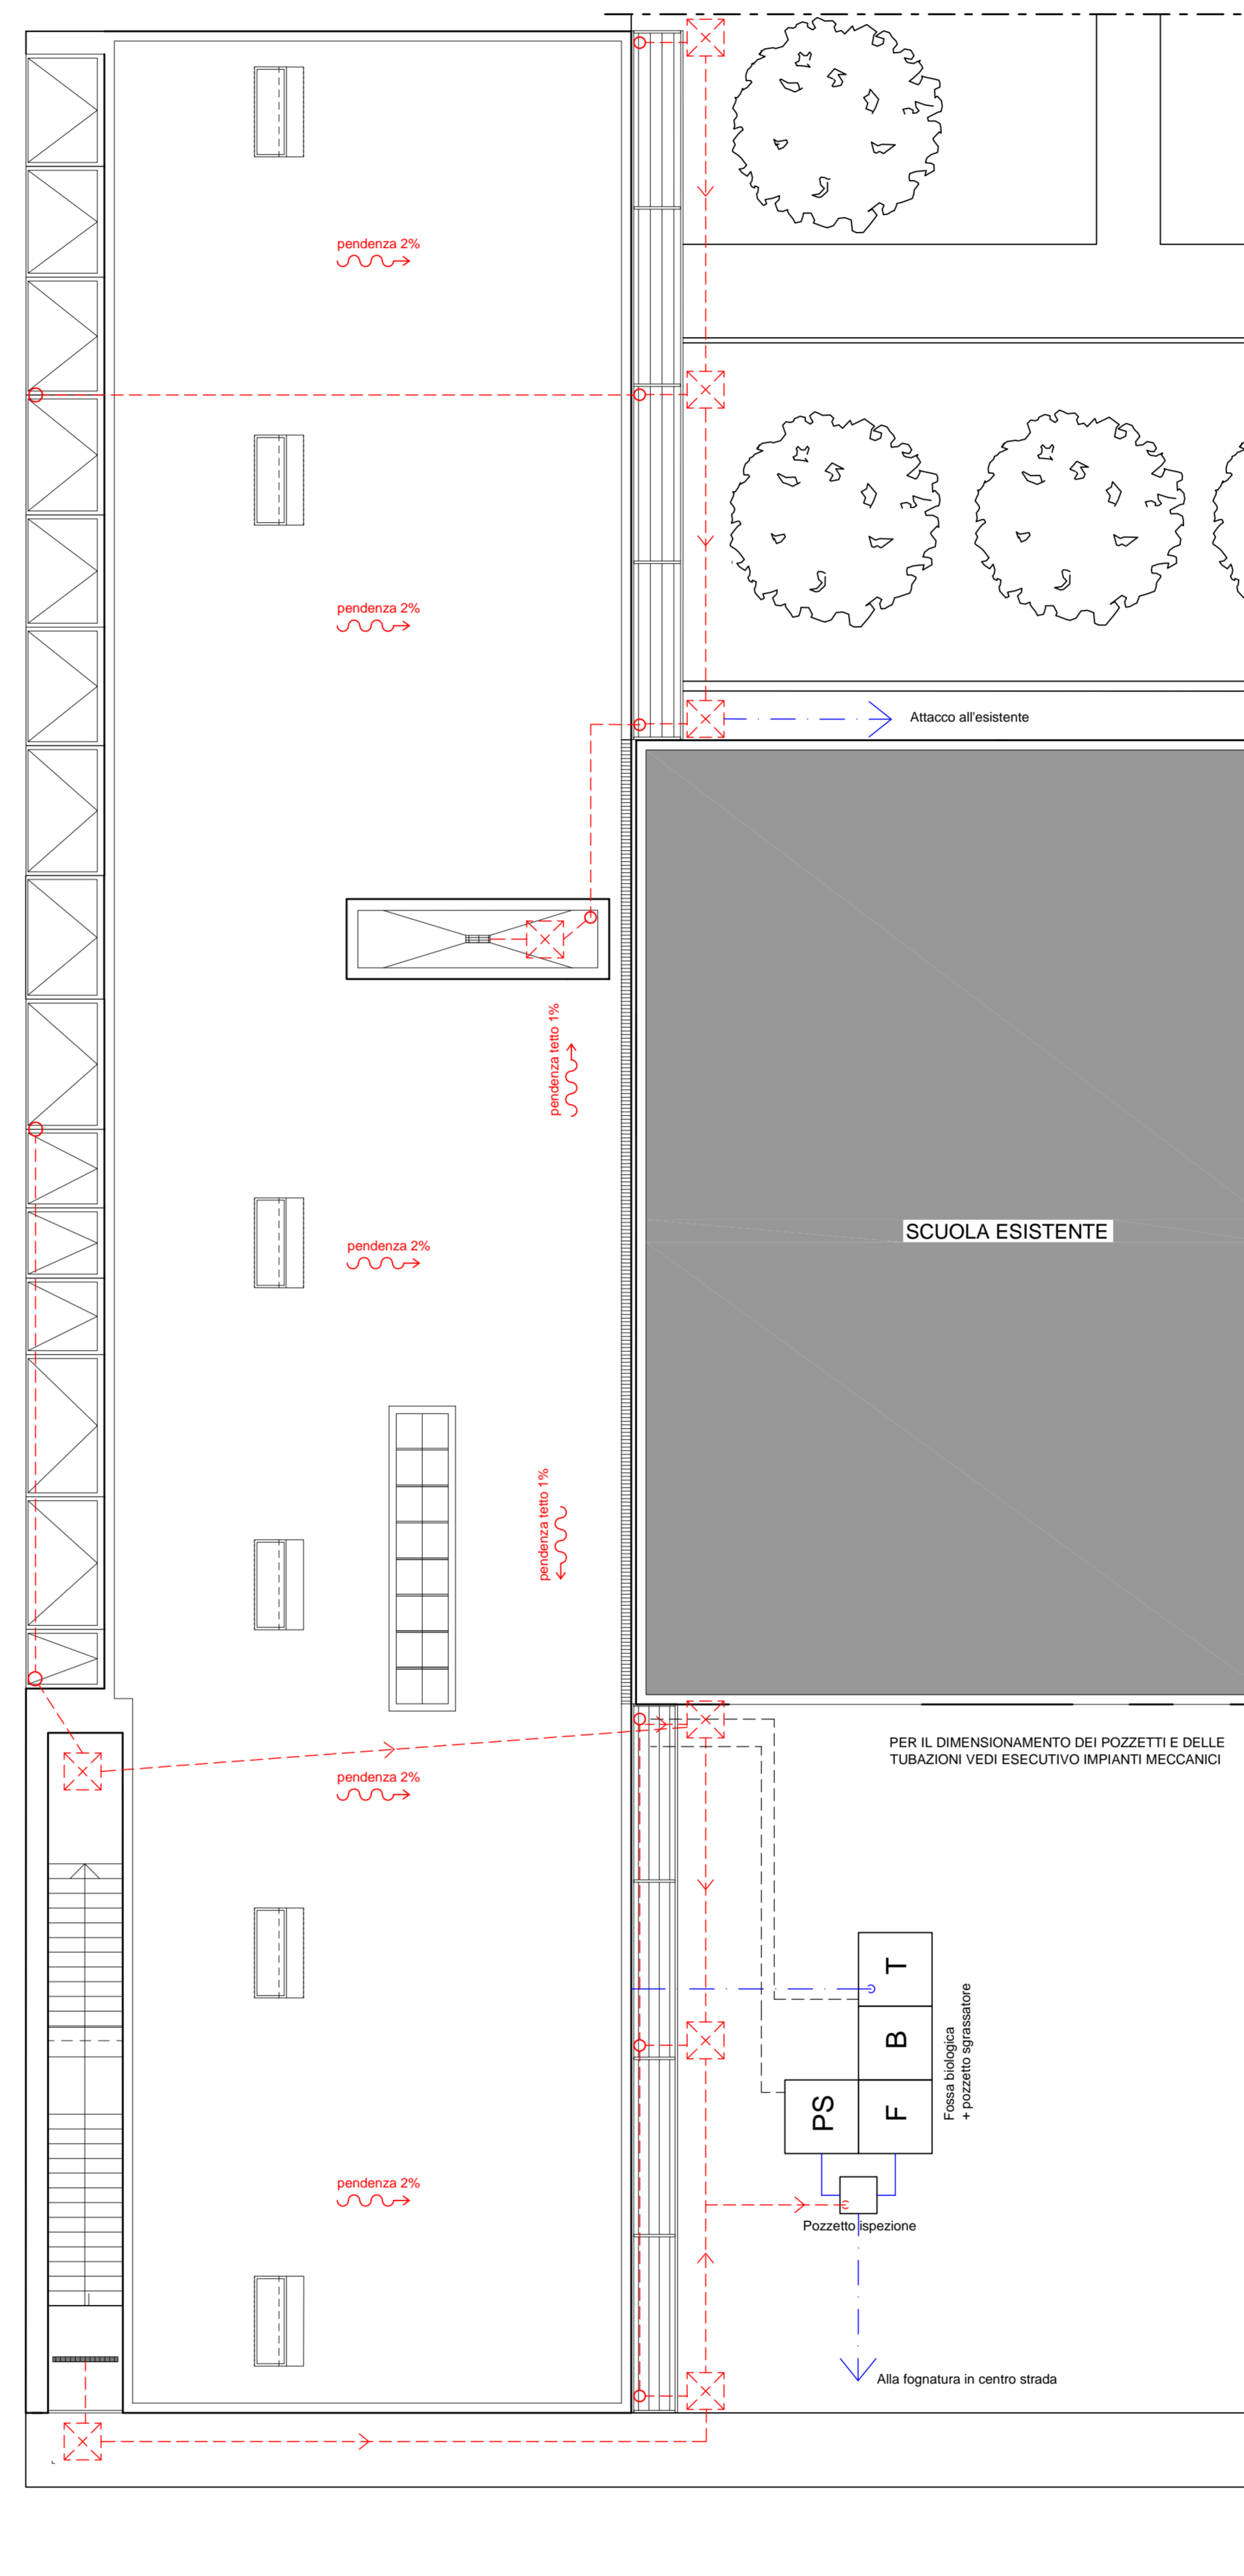 pendenza 2%
pendenza 2%
Attacco all'esistente
pendenza tetto 1%
SCUOLA ESISTENTE
pendenza 2%
pendenza tetto 1%
PER IL DIMENSIONAMENTO DEI POZZETTI E DELLE
TUBAZIONI VEDI ESECUTIVO IMPIANTI MECCANICI
pendenza 2%
T
B
Fossa biologica
+ pozzetto sgrassatore
PS
F
pendenza 2%
Pozzetto ispezione
Alla fognatura in centro strada